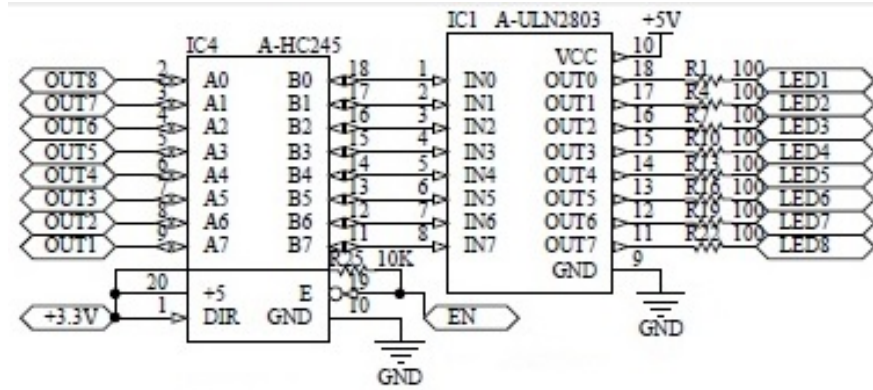 IC1 A-ULN2803 +5V
IC4 A-HC245
VCC 10
OUT8 2 A0 B0 18 1 IN0 OUT0 18 R1 100 LED1
OUT7 3 A1 B1 17 2 IN1 OUT1 17 R4 100 LED2
OUT6 4 A2 B2 16 3 IN2 OUT2 16 R7 100 LED3
OUT5 A3 B3 15 4 IN3 OUT3 15 100 LED4
OUT4 A4 B4 14 5 IN4 OUT4 14 R13 100 LED5
OUT3 A5 B5 13 6 IN5 OUT5 13 R16 100 LED6
OUT2 8 A6 B6 12 7 IN6 OUT6 12 R19 100 LED7
OUT1 9 A7 B7 11 8 IN7 OUT7 11 R22 100 LED8
R25 10K
GND 9
20 +5 E 19
+3.3V 1 DIR GND 10 EN
GND
GND